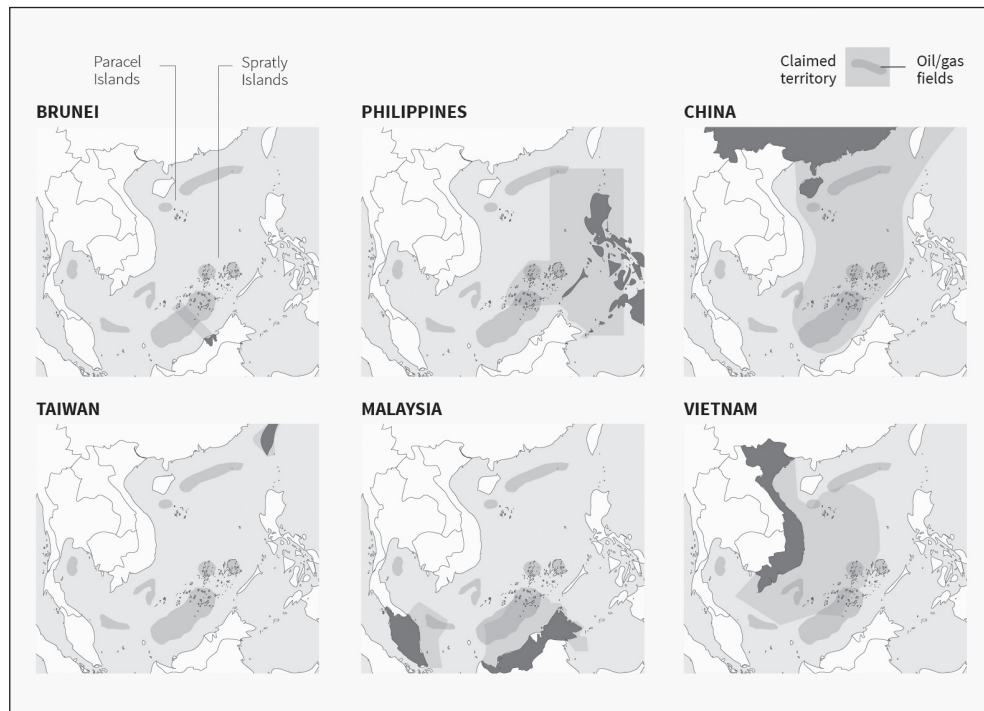 Paracel
Islands
Spratly
Islands
Claimed
territory
Oil/gas
fields
BRUNEI
PHILIPPINES
CHINA
TAIWAN
MALAYSIA
VIETNAM